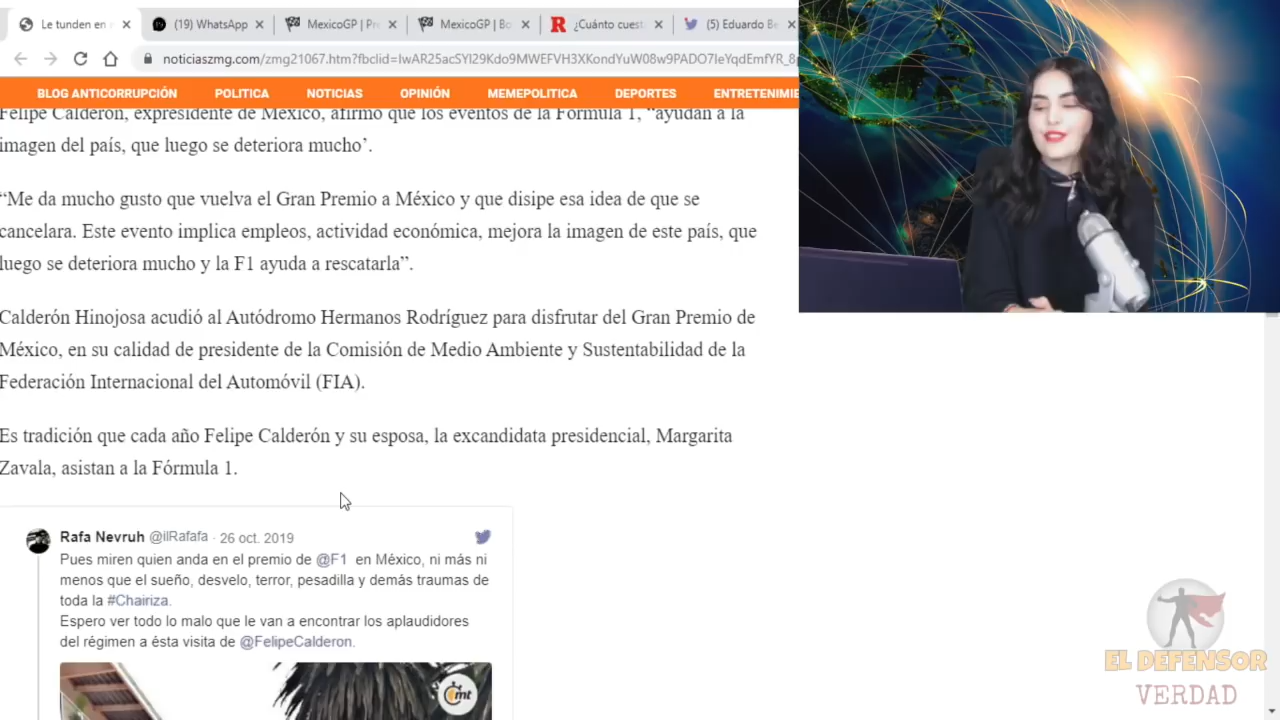 Le tunden en
(19) WhatsApp
MexicoGP | Pr
MexicoGP | Bo
¿Cuánto cuest
(5) Eduardo Be
noticiaszmg.com/zmg21067.htm?fbclid=
BLOG ANTICORRUPCIÓN POLITICA NOTICIAS OPINIÓN MEMEPOLITICA DEPORTES ENTRETENIMIE
Felipe Calderón, expresidente de México, afirmó que los eventos de la Fórmula 1, “ayudan a la
imagen del país, que luego se deteriora mucho’.
“Me da mucho gusto que vuelva el Gran Premio a México y que disipe esa idea de que se
cancelara. Este evento implica empleos, actividad económica, mejora la imagen de este país, que
luego se deteriora mucho y la F1 ayuda a rescatarla”.
Calderón Hinojosa acudió al Autódromo Hermanos Rodríguez para disfrutar del Gran Premio de
México, en su calidad de presidente de la Comisión de Medio Ambiente y Sustentabilidad de la
Federación Internacional del Automóvil (FIA).
Es tradición que cada año Felipe Calderón y su esposa, la excandidata presidencial, Margarita
Zavala, asistan a la Fórmula 1.
Rafa Nevruh @ilRafafa · 26 oct. 2019
Pues miren quien anda en el premio de @F1 en México, ni más ni
menos que el sueño, desvelo, terror, pesadilla y demás traumas de
toda la #Chairiza.
Espero ver todo lo malo que le van a encontrar los aplaudidores
del régimen a ésta visita de @FelipeCalderon.
mt
EL DEFENSOR
VERDAD